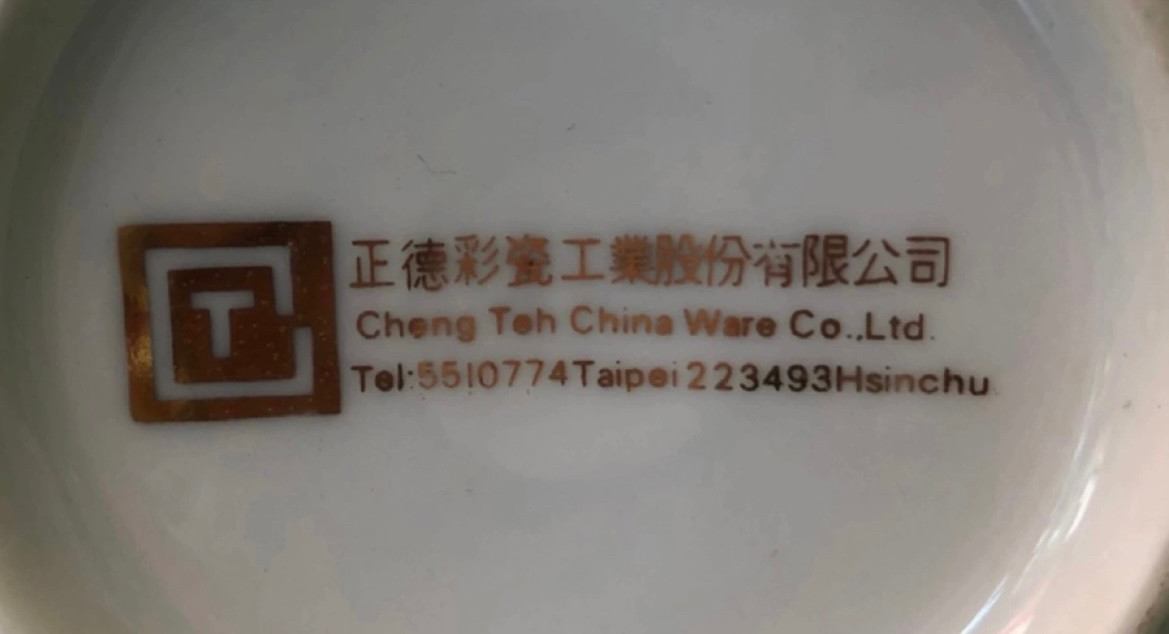 正德彩瓷工業股份有限公司
Cheng Teh China Ware Co.,Ltd.
Tel:5510774Taipei 223493Hsinchu